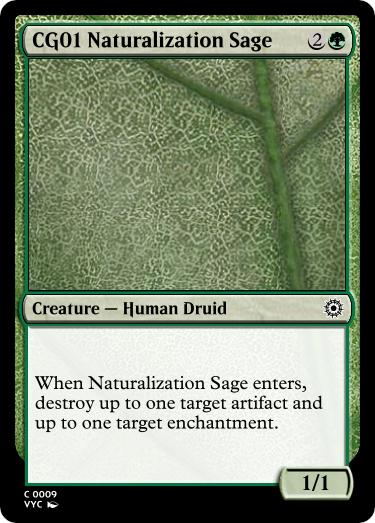 CG01 Naturalization Sage 2
Creature — Human Druid
When Naturalization Sage enters,
destroy up to one target artifact and
up to one target enchantment.
1/1
C 0009
VYC